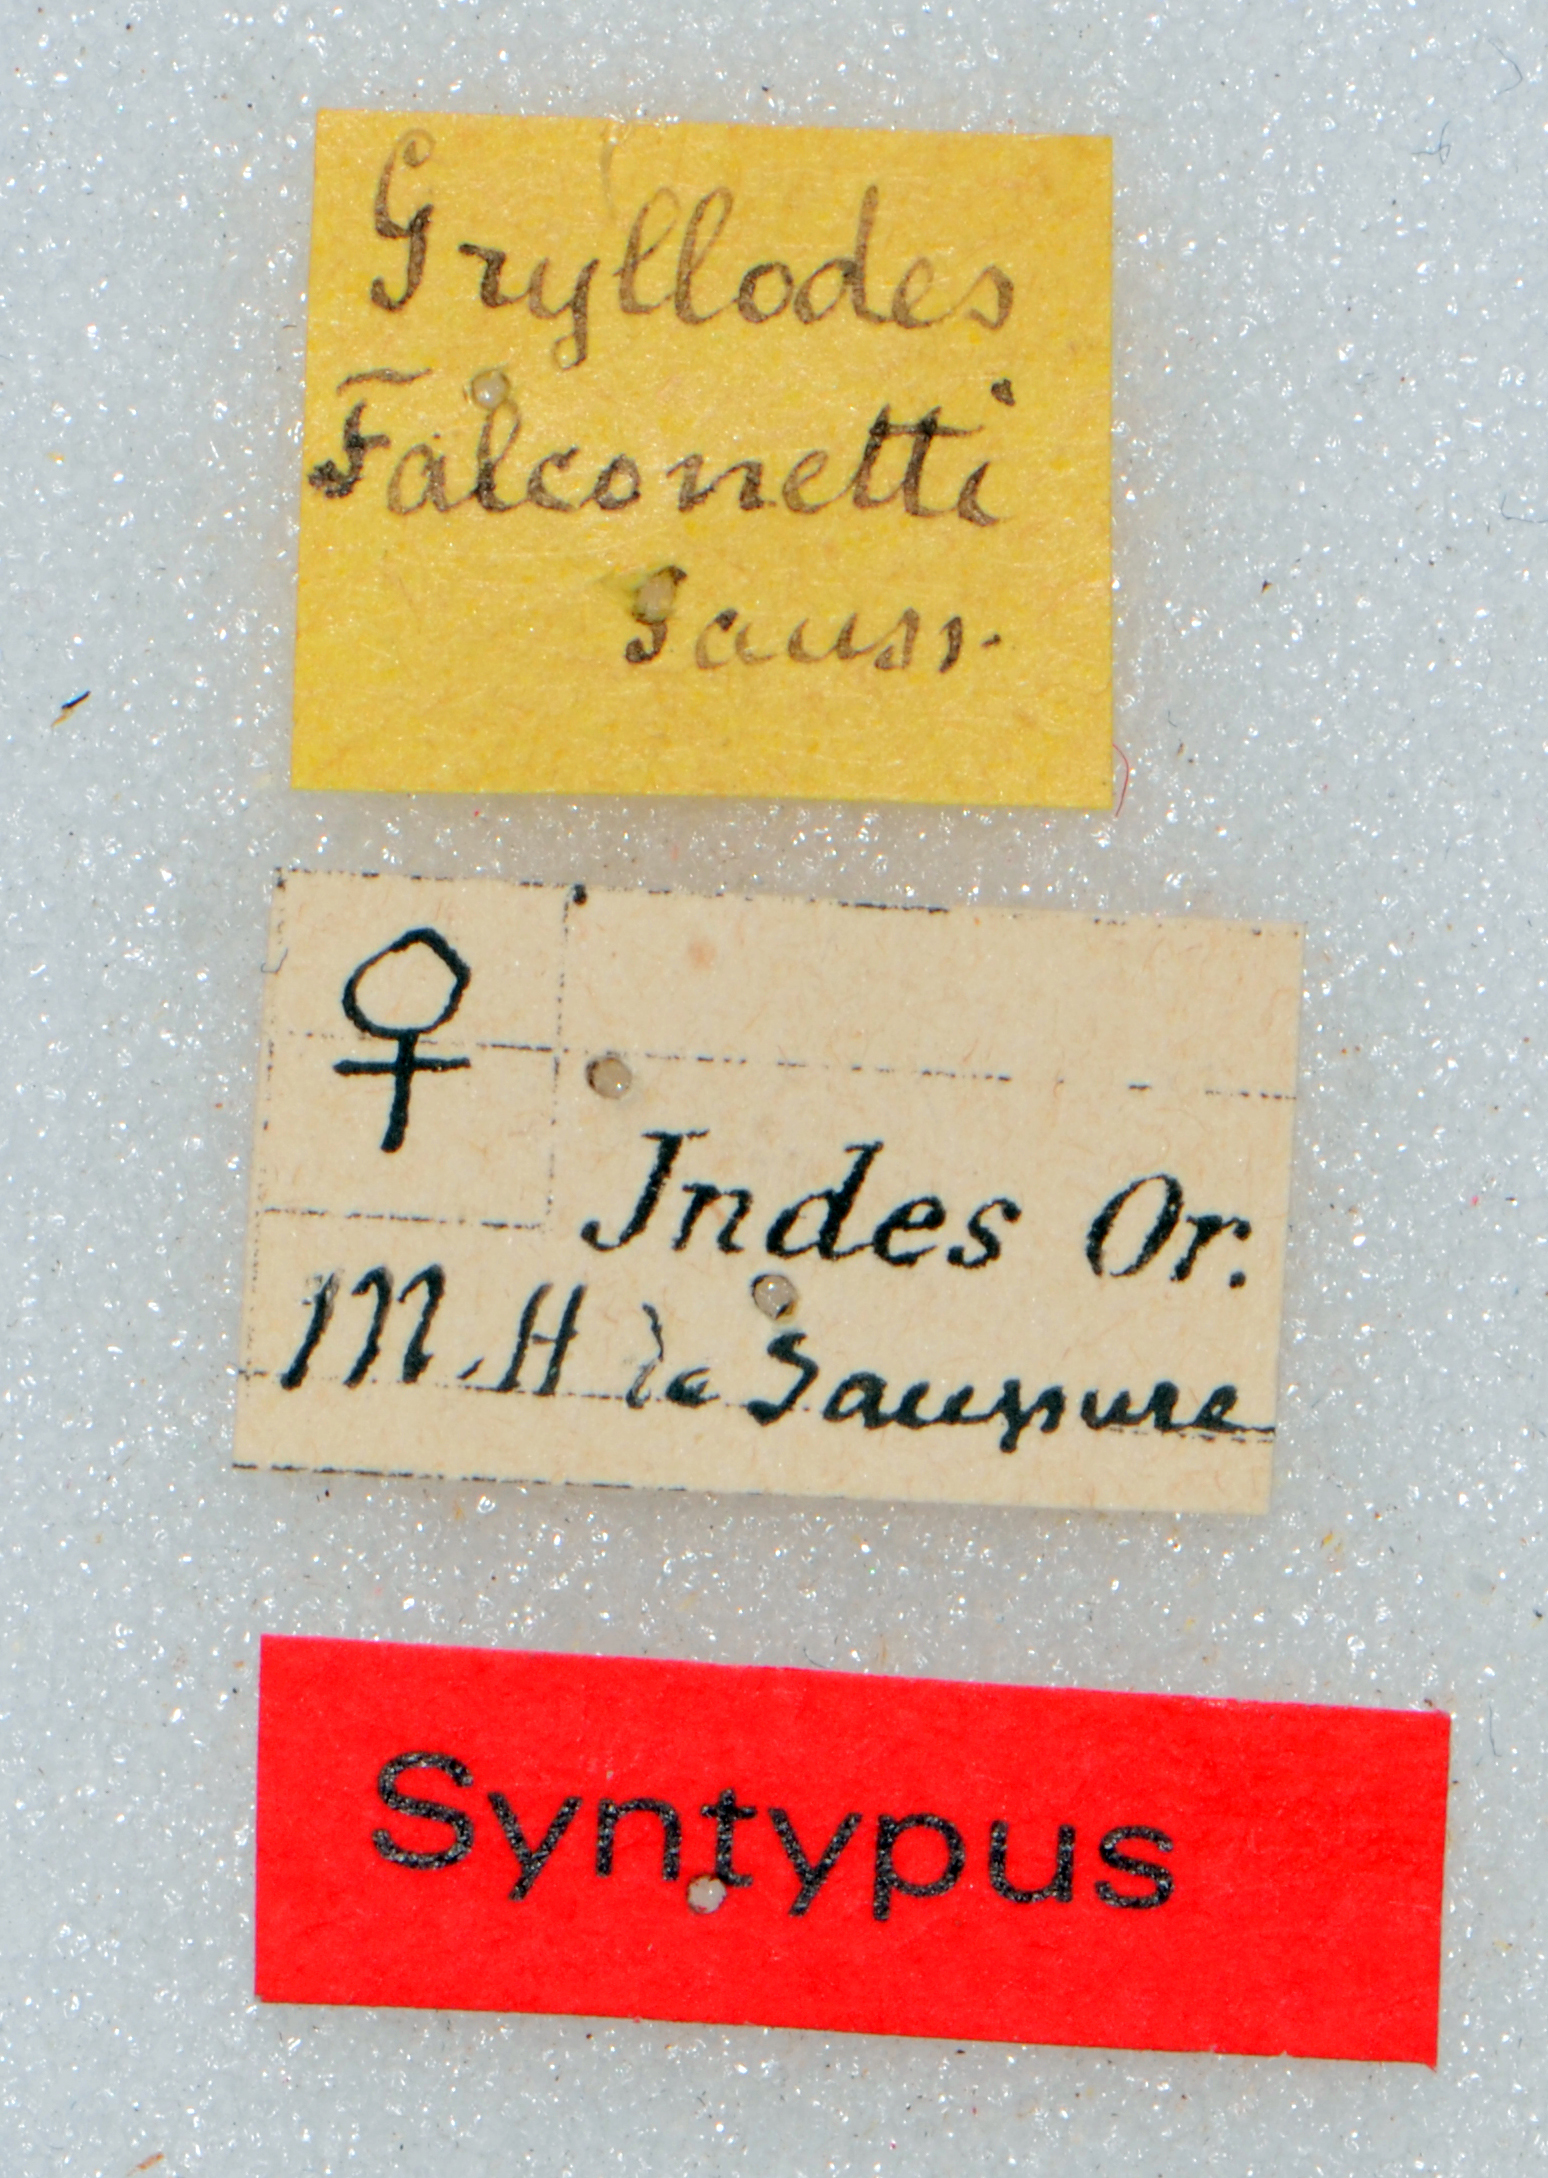 Gryllodes
Falconetti
Sauss.
♀
Indes Or.
M. H de Saussure
Syntypus